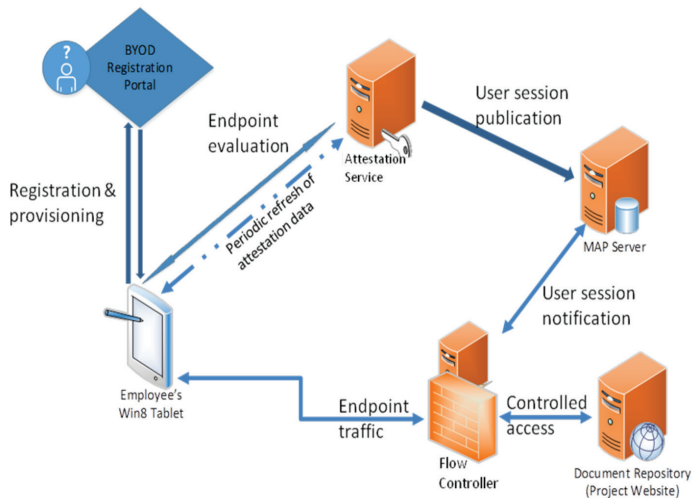 ?
BYOD
Registration
Portal
Endpoint
evaluation
User session
publication
Attestation
Service
Registration &
provisioning
Periodic refresh of
attestation data
MAP Server
User session
notification
Employee's
Win8 Tablet
Endpoint
traffic
Controlled
access
Flow
Controller
Document Repository
(Project Website)